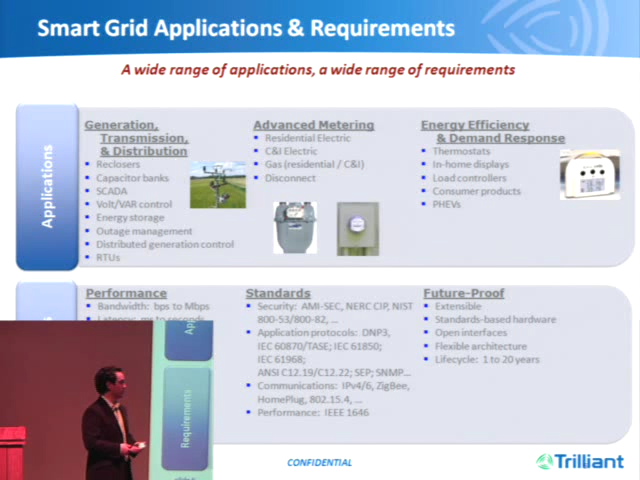 Smart Grid Applications & Requirements
A wide range of applications, a wide range of requirements
Applications
Generation,
Transmission,
& Distribution
Reclosers
Capacitor banks
SCADA
Volt/VAR control
Energy storage
Outage management
Distributed generation control
RTUs
Advanced Metering
Residential Electric
C&I Electric
Gas (residential / C&I)
Disconnect
Energy Efficiency
& Demand Response
Thermostats
In-home displays
Load controllers
Consumer products
PHEVs
Performance
Bandwidth: bps to Mbps
Latency: ms to seconds
Standards
Security: AMI-SEC, NERC CIP, NIST
800-53/800-82, ...
Application protocols: DNP3,
IEC 60870/TASE; IEC 61850;
IEC 61968;
ANSI C12.19/C12.22; SEP; SNMP...
Communications: IPv4/6, ZigBee,
HomePlug, 802.15.4, ...
Performance: IEEE 1646
Future-Proof
Extensible
Standards-based hardware
Open interfaces
Flexible architecture
Lifecycle: 1 to 20 years
Requirements
CONFIDENTIAL
Trilliant